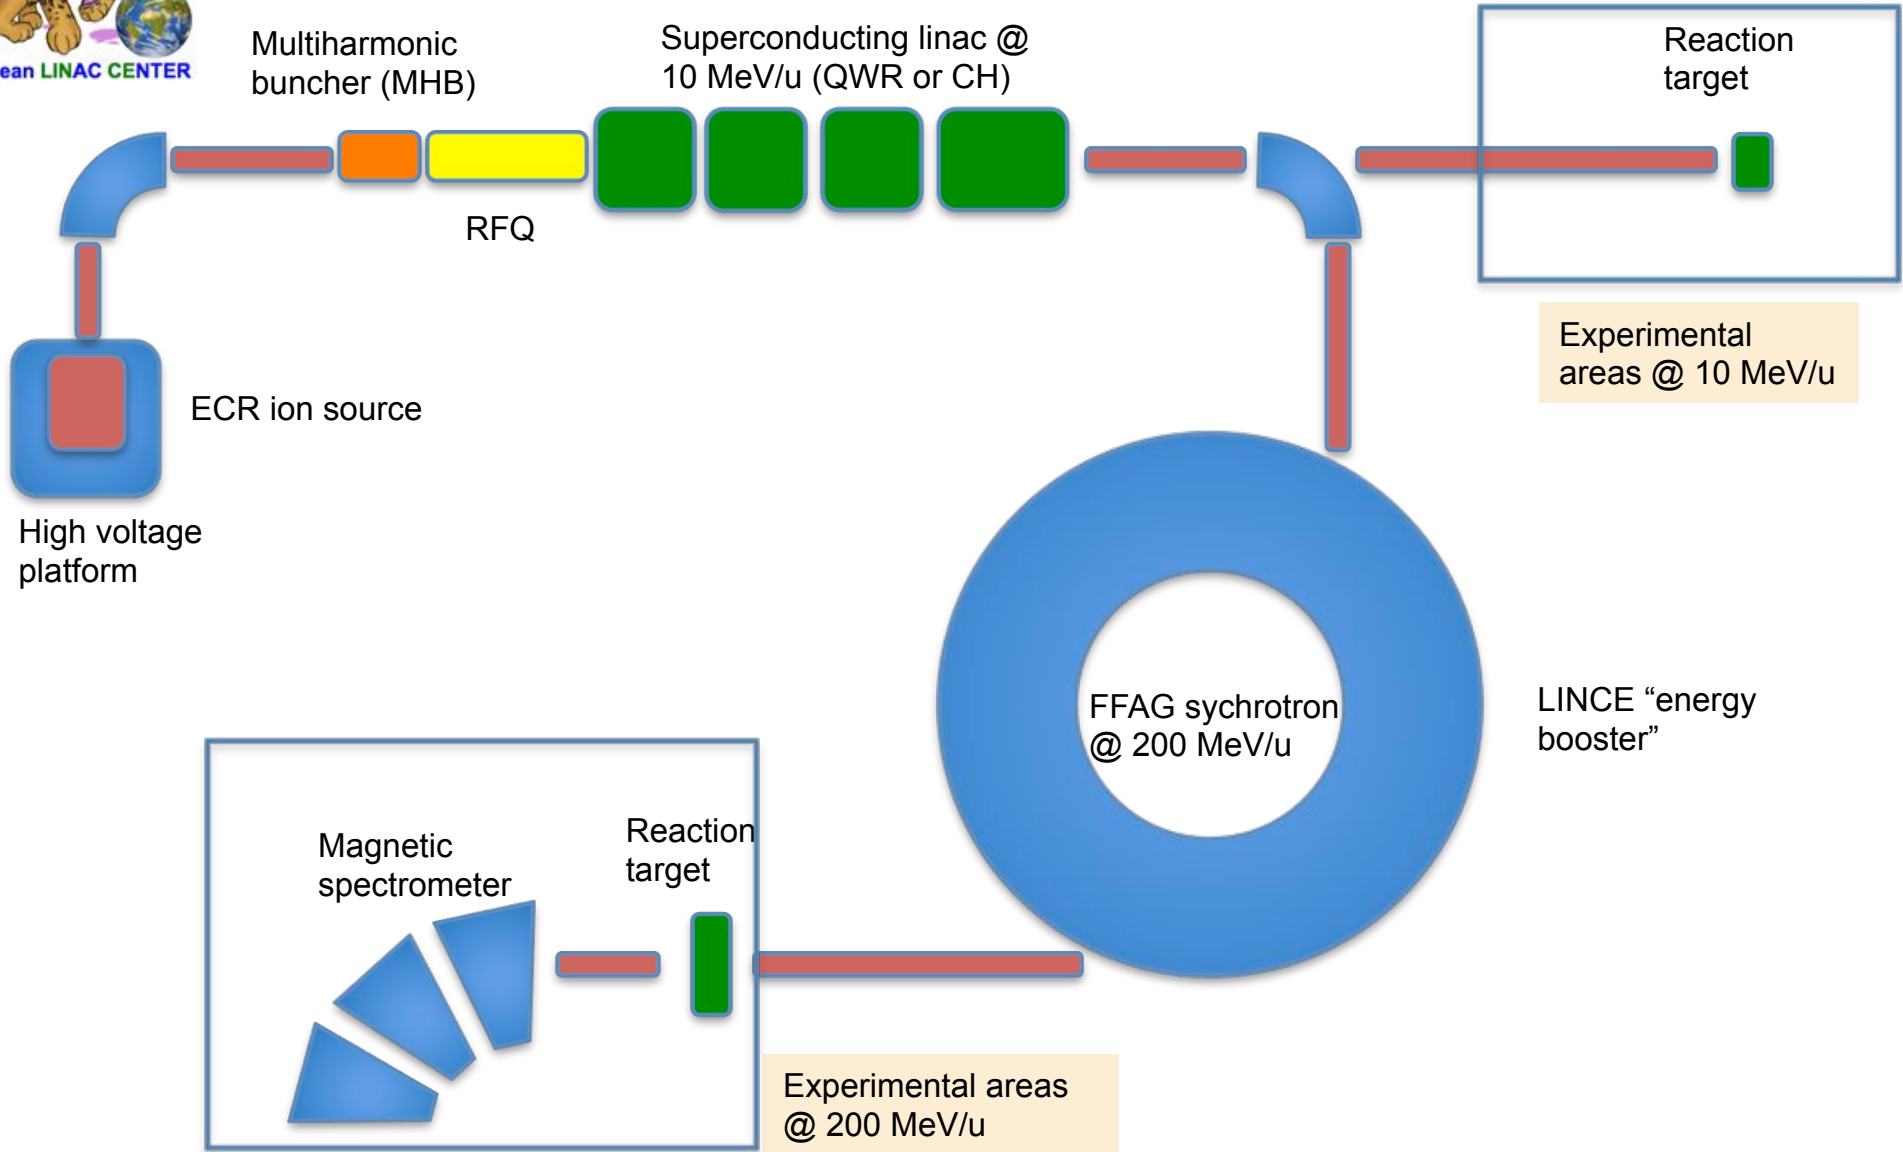 ean LINAC CENTER
Multiharmonic
buncher (MHB)
Superconducting linac @
10 MeV/u (QWR or CH)
Reaction
target
RFQ
Experimental
areas @ 10 MeV/u
ECR ion source
High voltage
platform
FFAG sychrotron
@ 200 MeV/u
LINCE “energy
booster”
Magnetic
spectrometer
Reaction
target
Experimental areas
@ 200 MeV/u